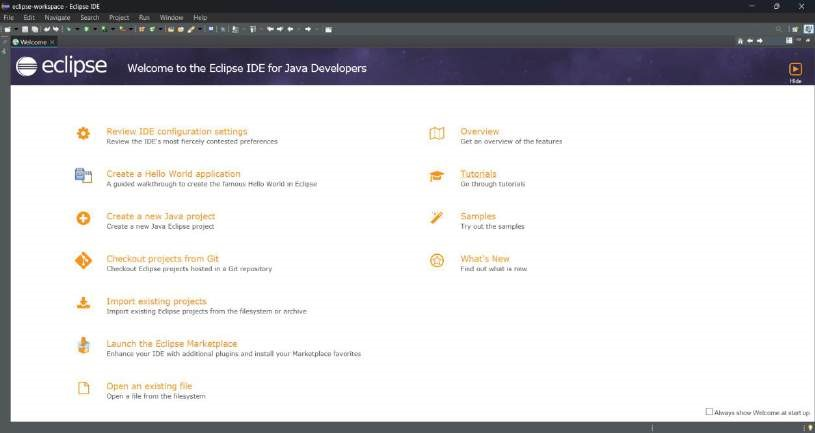 eclipse-workspace - Eclipse IDE
File Edit Navigate Search Project Run Window Help
Welcome
eclipse
Welcome to the Eclipse IDE for Java Developers
Hide
Review IDE configuration settings
Review the IDE's most fiercely contested preferences
Overview
Get an overview of the features
Create a Hello World application
A guided walkthrough to create the famous Hello World in Eclipse
Tutorials
Go through tutorials
Create a new Java project
Create a new Java Eclipse project
Samples
Try out the samples
Checkout projects from Git
Checkout Eclipse projects hosted in a Git repository
What's New
Find out what is new
Import existing projects
Import existing Eclipse projects from the filesystem or archive
Launch the Eclipse Marketplace
Enhance your IDE with additional plugins and install your Marketplace favorites
Open an existing file
Open a file from the filesystem
Always show Welcome at start up